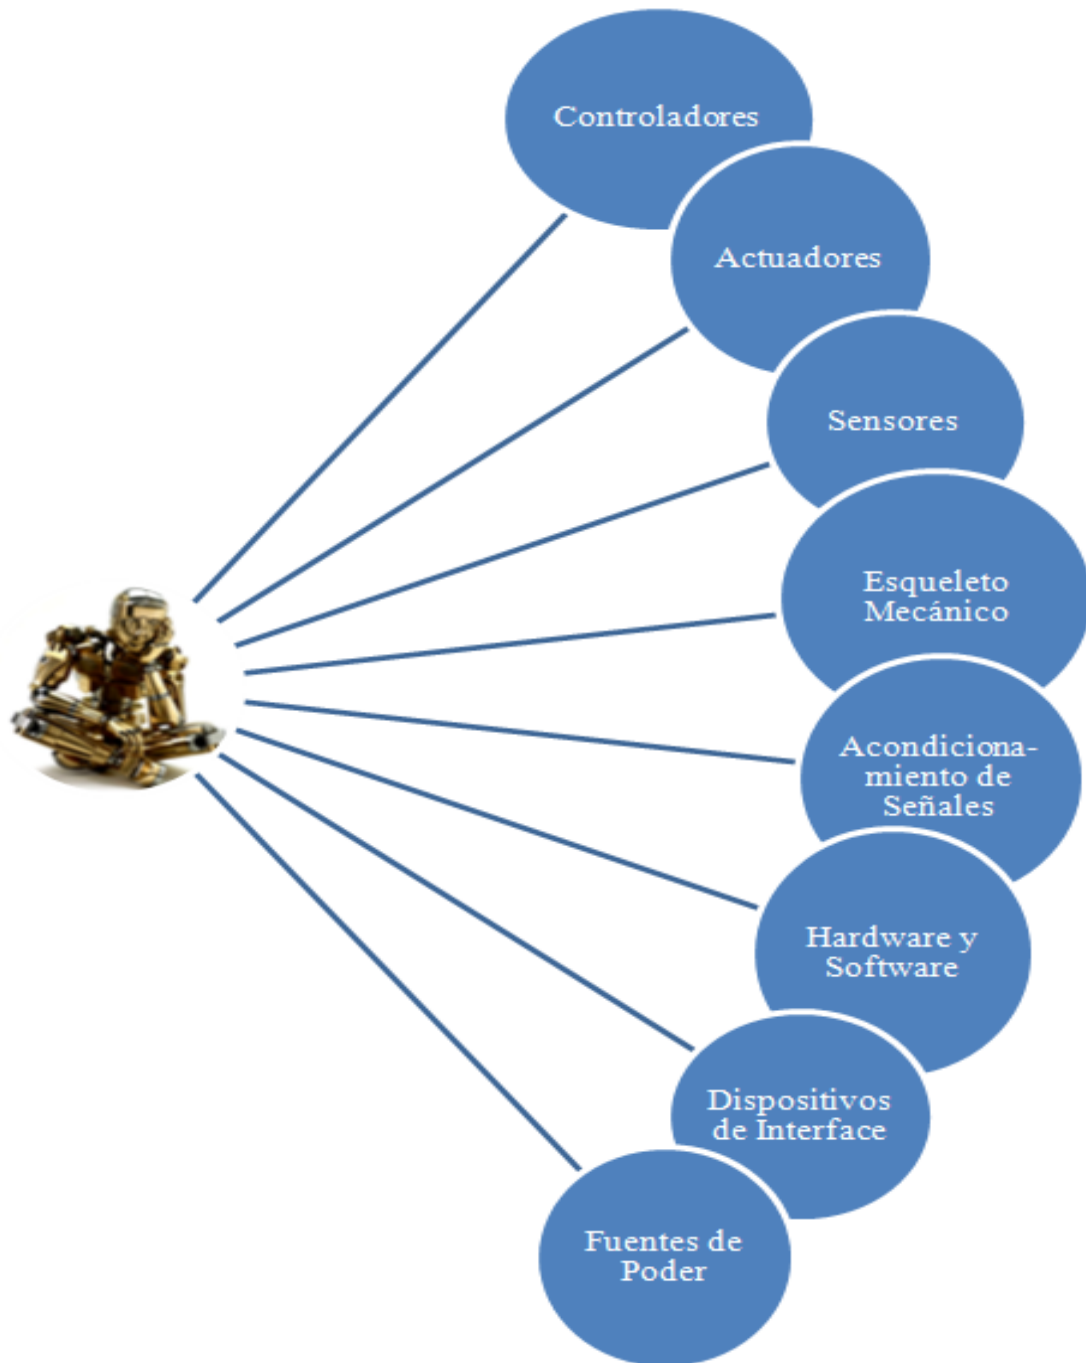 Controladores
Actuadores
Sensores
Esqueleto
Mecánico
Acondiciona-
miento de
Señales
Hardware y
Software
Dispositivos
de Interface
Fuentes de
Poder